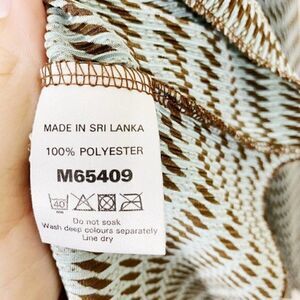 MADE IN SRI LANKA
100% POLYESTER
M65409
40
Do not soak
Wash deep colours separately
Line dry